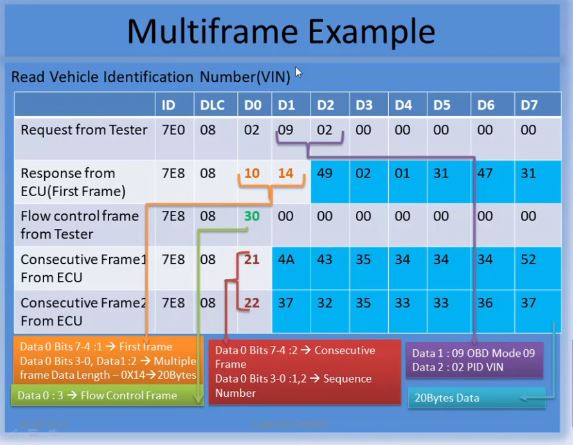 Multiframe Example
Read Vehicle Identification Number(VIN)
ID DLC D0 D1 D2 D3 D4 D5 D6 D7
Request from Tester 7E0 08 02 09 02 00 00 00 00 00
Response from
ECU(First Frame) 7E8 08 10 14 49 02 01 31 47 31
Flow control frame
from Tester 7E8 08 30 00 00 00 00 00 00 00
Consecutive Frame1
From ECU 7E8 08 21 4A 43 35 34 34 34 52
Consecutive Frame2
From ECU 7E8 08 22 37 32 35 33 33 36 37
Data 0 Bits 7-4 :1 → First frame
Data 0 Bits 3-0, Data1:2 → Multiple
frame Data Length – 0X14→20Bytes
Data 0 : 3 → Flow Control Frame
Data 0 Bits 7-4 :2 → Consecutive
Frame
Data 0 Bits 3-0 :1,2 → Sequence
Number
Data 1 : 09 OBD Mode 09
Data 2 : 02 PID VIN
20Bytes Data